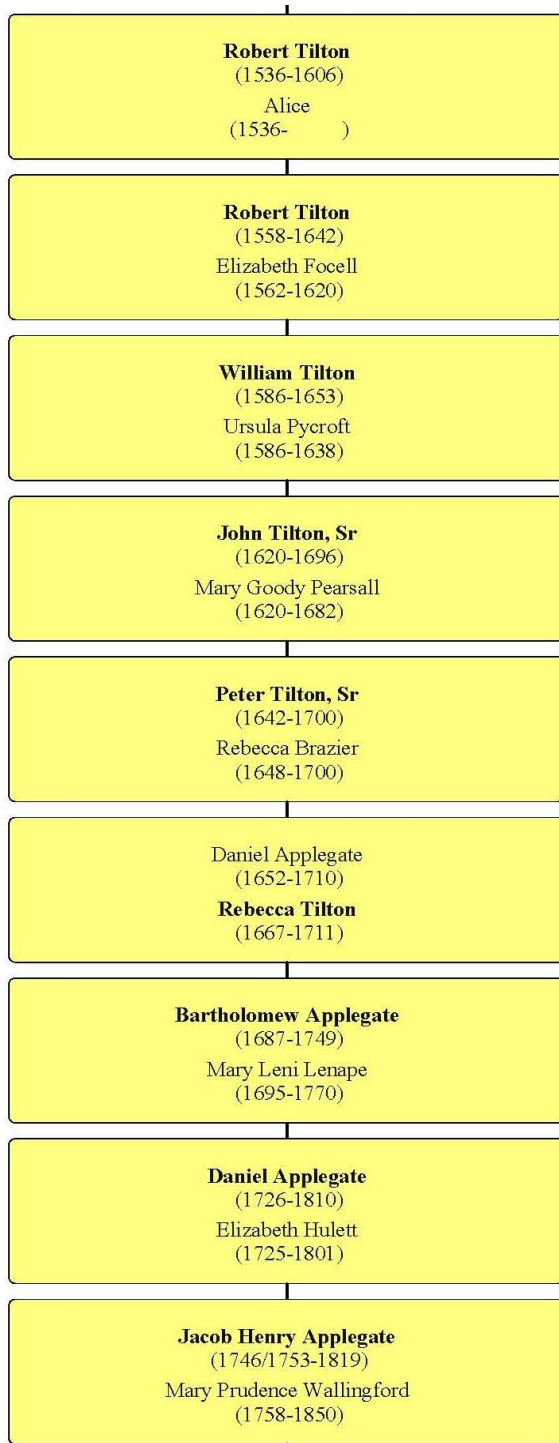 Robert Tilton
(1536-1606)
Alice
(1536-        )
Robert Tilton
(1558-1642)
Elizabeth Focell
(1562-1620)
William Tilton
(1586-1653)
Ursula Pycroft
(1586-1638)
John Tilton, Sr
(1620-1696)
Mary Goody Pearsall
(1620-1682)
Peter Tilton, Sr
(1642-1700)
Rebecca Brazier
(1648-1700)
Daniel Applegate
(1652-1710)
Rebecca Tilton
(1667-1711)
Bartholomew Applegate
(1687-1749)
Mary Leni Lenape
(1695-1770)
Daniel Applegate
(1726-1810)
Elizabeth Hulett
(1725-1801)
Jacob Henry Applegate
(1746/1753-1819)
Mary Prudence Wallingford
(1758-1850)